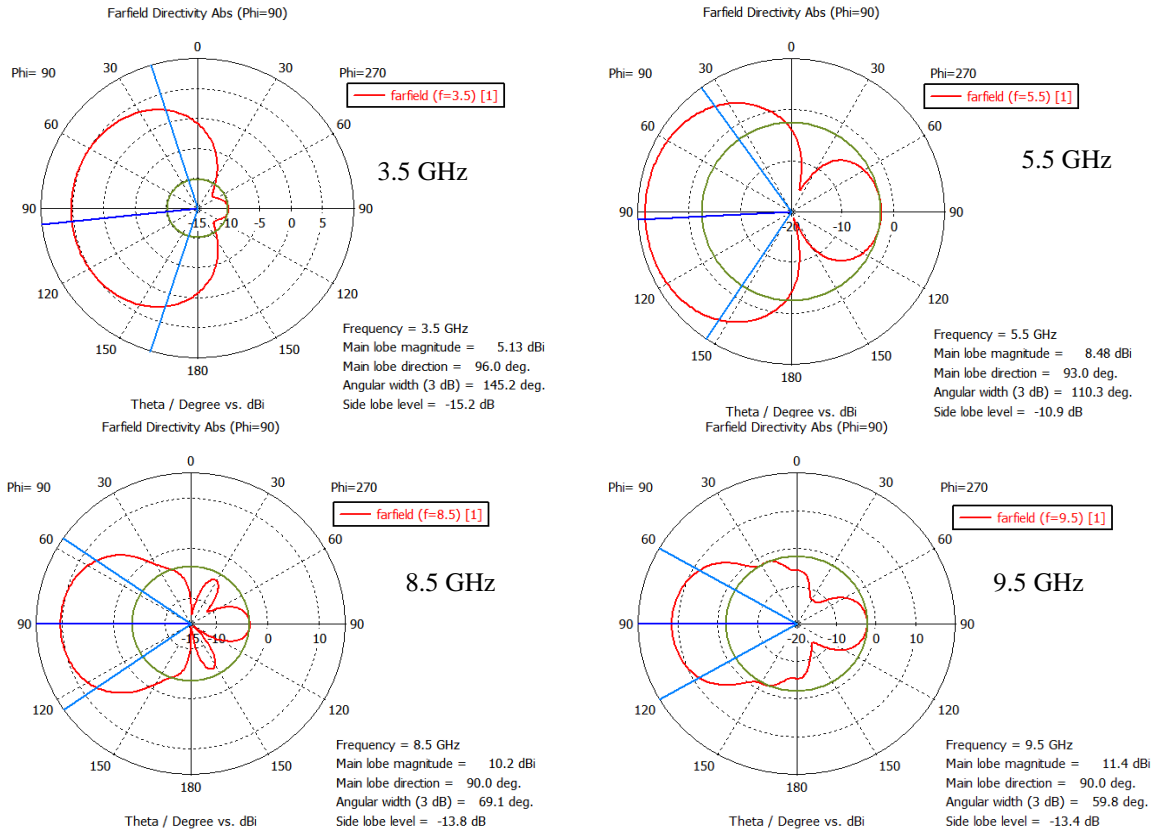 Farfield Directivity Abs (Phi=90)
0
30
30
Phi= 90
Phi=270
farfield (f=3.5) [1]
60
60
3.5 GHz
90
-15
-10
-5
0
5
90
120
120
150
150
180
Frequency = 3.5 GHz
Main lobe magnitude = 5.13 dBi
Main lobe direction = 96.0 deg.
Angular width (3 dB) = 145.2 deg.
Side lobe level = -15.2 dB
Theta / Degree vs. dBi
Farfield Directivity Abs (Phi=90)
0
30
30
Phi= 90
Phi=270
farfield (f=5.5) [1]
60
60
5.5 GHz
90
-20
-10
0
90
120
120
150
150
180
Frequency = 5.5 GHz
Main lobe magnitude = 8.48 dBi
Main lobe direction = 93.0 deg.
Angular width (3 dB) = 110.3 deg.
Side lobe level = -10.9 dB
Theta / Degree vs. dBi
Farfield Directivity Abs (Phi=90)
0
30
30
Phi= 90
Phi=270
farfield (f=8.5) [1]
60
60
8.5 GHz
90
-15
-10
0
10
90
120
120
150
150
180
Frequency = 8.5 GHz
Main lobe magnitude = 10.2 dBi
Main lobe direction = 90.0 deg.
Angular width (3 dB) = 69.1 deg.
Side lobe level = -13.8 dB
Theta / Degree vs. dBi
Farfield Directivity Abs (Phi=90)
0
30
30
Phi= 90
Phi=270
farfield (f=9.5) [1]
60
60
9.5 GHz
90
-20
-10
0
10
90
120
120
150
150
180
Frequency = 9.5 GHz
Main lobe magnitude = 11.4 dBi
Main lobe direction = 90.0 deg.
Angular width (3 dB) = 59.8 deg.
Side lobe level = -13.4 dB
Theta / Degree vs. dBi